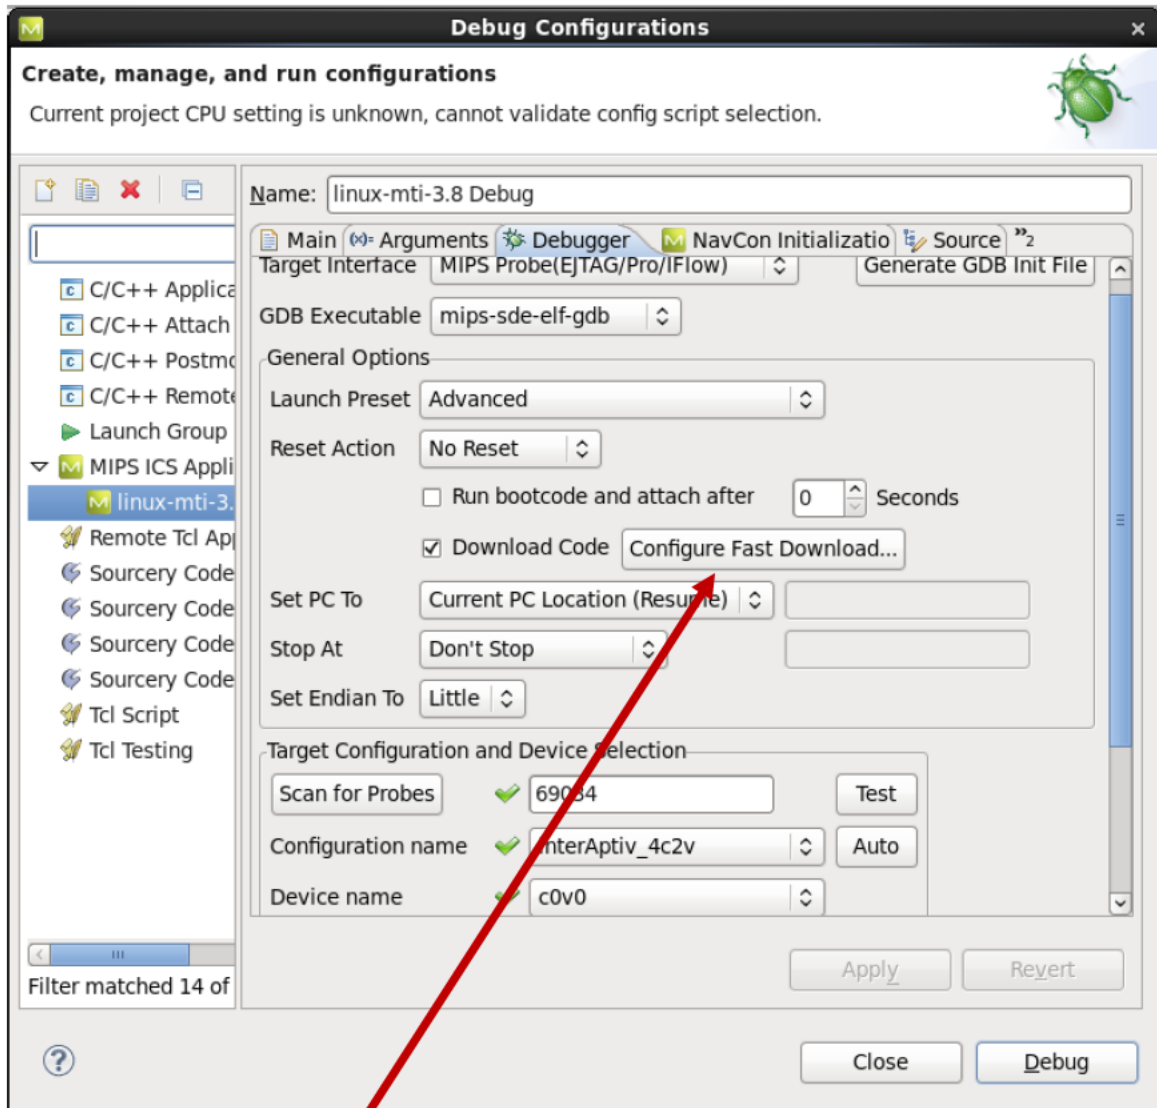 Debug Configurations
Create, manage, and run configurations
Current project CPU setting is unknown, cannot validate config script selection.
Name: linux-mti-3.8 Debug
Main (x)= Arguments Debugger NavCon Initializatio Source »2
Target Interface MIPS Probe(EJTAG/Pro/IFlow) Generate GDB Init File
GDB Executable mips-sde-elf-gdb
General Options
Launch Preset Advanced
Reset Action No Reset
Run bootcode and attach after 0 Seconds
Download Code Configure Fast Download...
Set PC To Current PC Location (Resume)
Stop At Don't Stop
Set Endian To Little
Target Configuration and Device Selection
Scan for Probes 69034 Test
Configuration name interAptiv_4c2v Auto
Device name c0v0
C/C++ Applica
C/C++ Attach
C/C++ Postmo
C/C++ Remote
Launch Group
MIPS ICS Appli
linux-mti-3.
Remote Tcl Ap
Sourcery Code
Sourcery Code
Sourcery Code
Sourcery Code
Tcl Script
Tcl Testing
Filter matched 14 of
Apply Revert
Close Debug